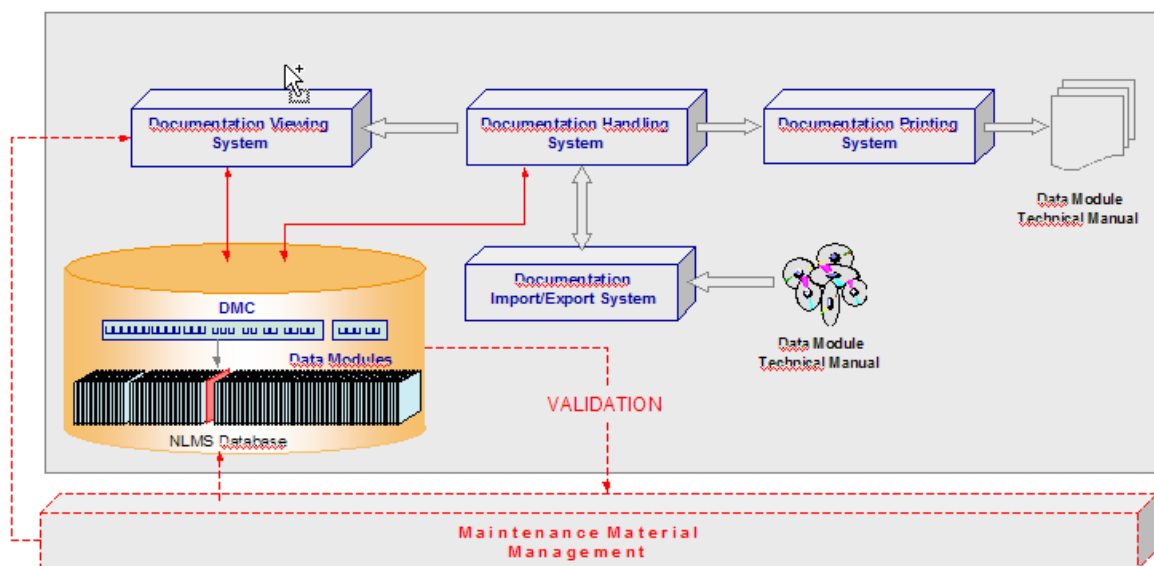 Documentation Viewing
System
Documentation Handling
System
Documentation Printing
System
Data Module
Technical Manual
Documentation
Import/Export System
Data Module
Technical Manual
DMC
Data Modules
NLMS Database
VALIDATION
Maintenance Material
Management